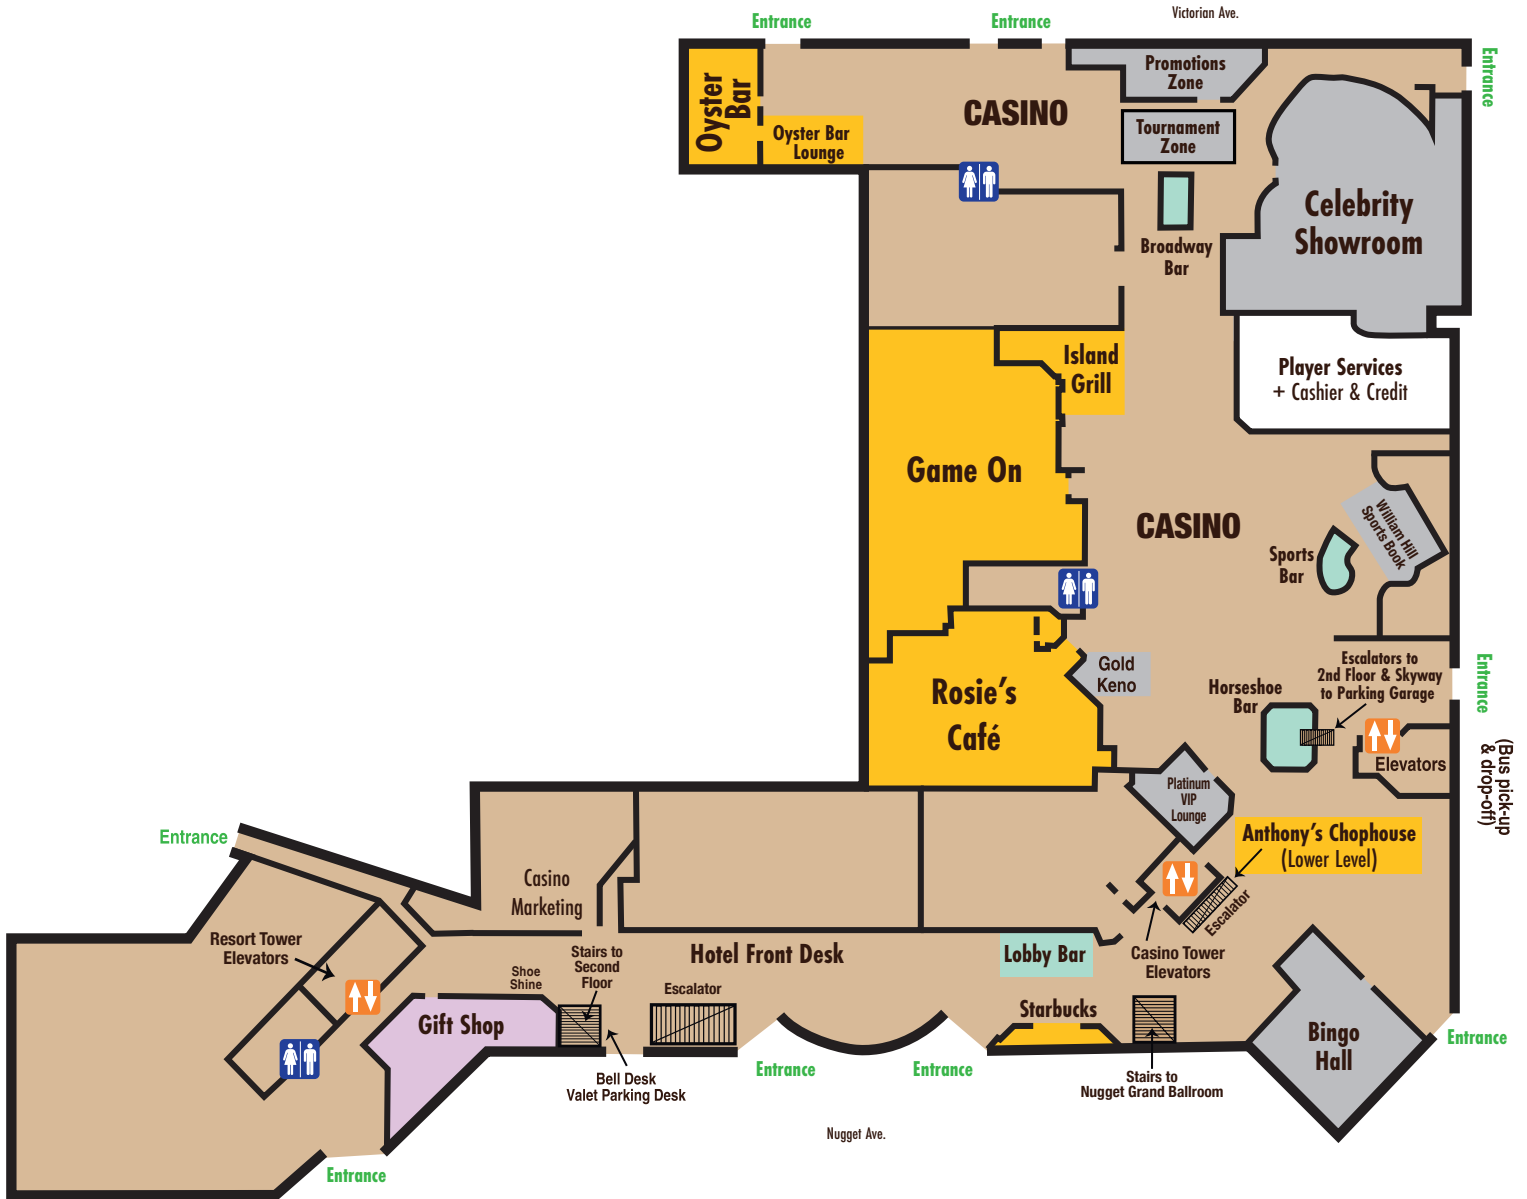 Victorian Ave.
Entrance
Entrance
Entrance
Promotions
Zone
Oyster
Bar
CASINO
Tournament
Zone
Oyster Bar
Lounge
Celebrity
Showroom
Broadway
Bar
Island
Grill
Player Services
+ Cashier & Credit
Game On
CASINO
William Hill
Sports Book
Sports
Bar
Gold
Keno
Escalators to
2nd Floor & Skyway
to Parking Garage
Entrance
Rosie's
Café
Horseshoe
Bar
Elevators
(Bus pick-up
& drop-off)
Platinum
VIP
Lounge
Entrance
Anthony's Chophouse
(Lower Level)
Casino
Marketing
Escalator
Resort Tower
Elevators
Hotel Front Desk
Lobby Bar
Casino Tower
Elevators
Stairs to
Second
Floor
Shoe
Shine
Escalator
Starbucks
Gift Shop
Bingo
Hall
Entrance
Entrance
Entrance
Bell Desk
Valet Parking Desk
Stairs to
Nugget Grand Ballroom
Nugget Ave.
Entrance